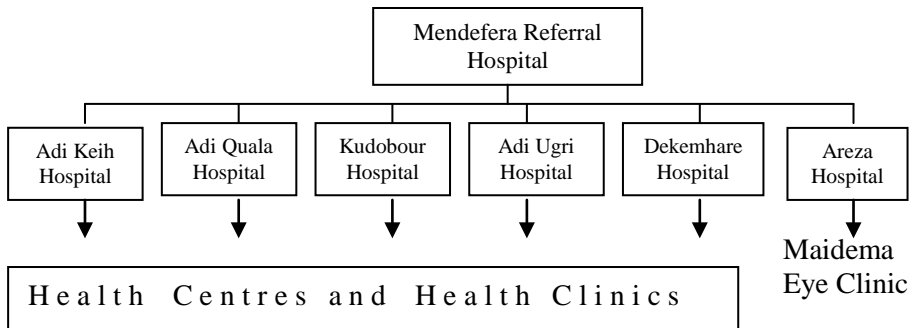 Mendefera Referral
Hospital
Adi Keih
Hospital
Adi Quala
Hospital
Kudobour
Hospital
Adi Ugri
Hospital
Dekemhare
Hospital
Areza
Hospital
Maidema
Eye Clinic
Health Centres and Health Clinics